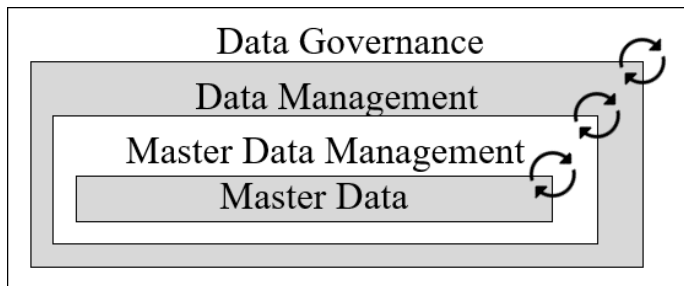 Data Governance
Data Management
Master Data Management
Master Data